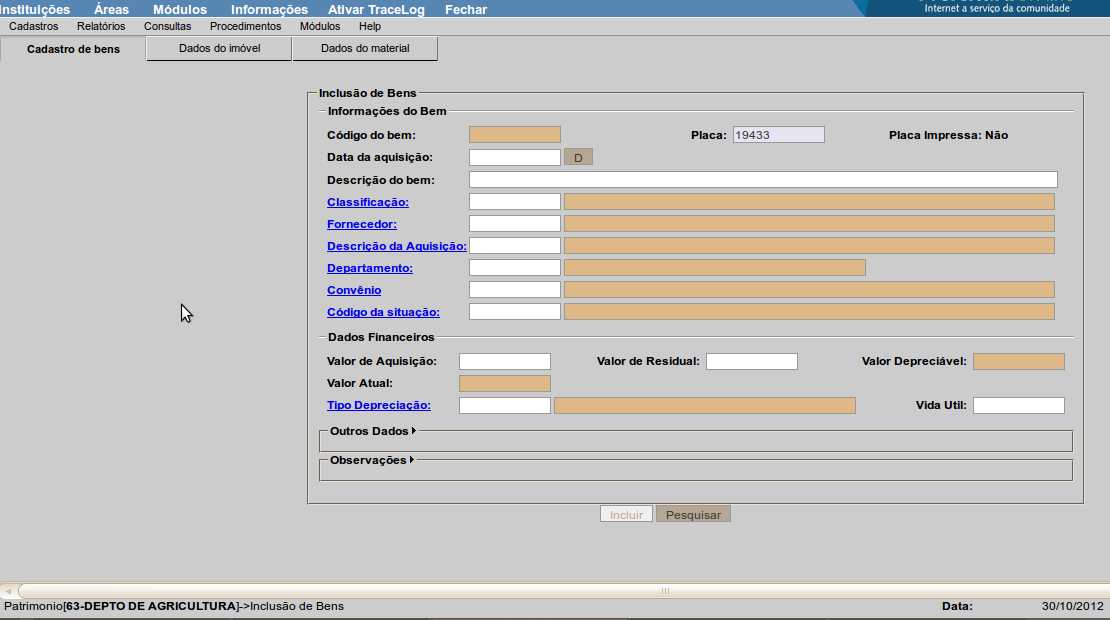 Instituições Áreas Módulos Informações Ativar TraceLog Fechar
Internet a serviço da comunidade
Cadastros Relatórios Consultas Procedimentos Módulos Help
Cadastro de bens Dados do imóvel Dados do material
Inclusão de Bens
Informações do Bem
Código do bem: Placa: 19433 Placa Impressa: Não
Data da aquisição: D
Descrição do bem:
Classificação:
Fornecedor:
Descrição da Aquisição:
Departamento:
Convênio
Código da situação:
Dados Financeiros
Valor de Aquisição: Valor de Residual: Valor Depreciável:
Valor Atual:
Tipo Depreciação: Vida Util:
Outros Dados
Observações
Incluir Pesquisar
Patrimonio[63-DEPTO DE AGRICULTURA]->Inclusão de Bens Data: 30/10/2012